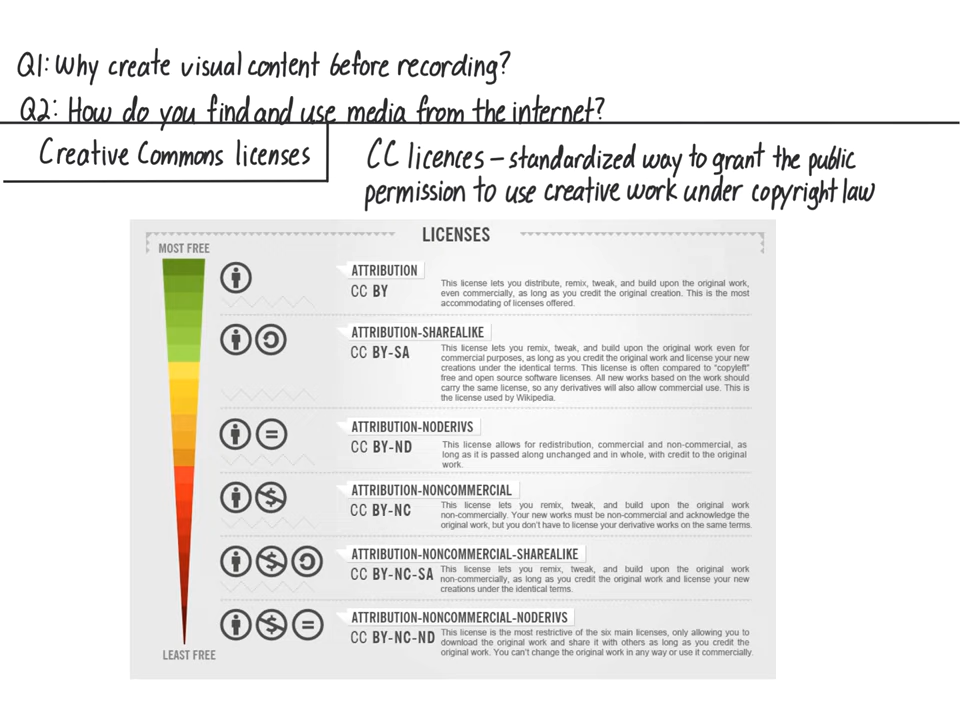 Q1: Why create visual content before recording?
Q2: How do you find and use media from the internet?
Creative Commons licenses
CC licences – standardized way to grant the public
permission to use creative work under copyright law
LICENSES
MOST FREE
ATTRIBUTION
CC BY
This license lets you distribute, remix, tweak, and build upon the original work,
even commercially, as long as you credit the original creation. This is the most
accommodating of licenses offered.
ATTRIBUTION-SHAREALIKE
CC BY-SA
This license lets you remix, tweak, and build upon the original work even for
commercial purposes, as long as you credit the original work and license your new
creations under the identical terms. This license is often compared to "copyleft"
free and open source software licenses. All new works based on the work should
carry the same license, so any derivatives will also allow commercial use. This is
the license used by Wikipedia.
ATTRIBUTION-NODERIVS
CC BY-ND
This license allows for redistribution, commercial and non-commercial, as
long as it is passed along unchanged and in whole, with credit to the original
work.
ATTRIBUTION-NONCOMMERCIAL
CC BY-NC
This license lets you remix, tweak, and build upon the original work
non-commercially. Your new works must be non-commercial and acknowledge the
original work, but you don't have to license your derivative works on the same terms.
ATTRIBUTION-NONCOMMERCIAL-SHAREALIKE
CC BY-NC-SA
This license lets you remix, tweak, and build upon the original work
non-commercially, as long as you credit the original work and license your new
creations under the identical terms.
ATTRIBUTION-NONCOMMERCIAL-NODERIVS
CC BY-NC-ND
This license is the most restrictive of the six main licenses, only allowing you to
download the original work and share it with others as long as you credit the
original work. You can't change the original work in any way or use it commercially.
LEAST FREE